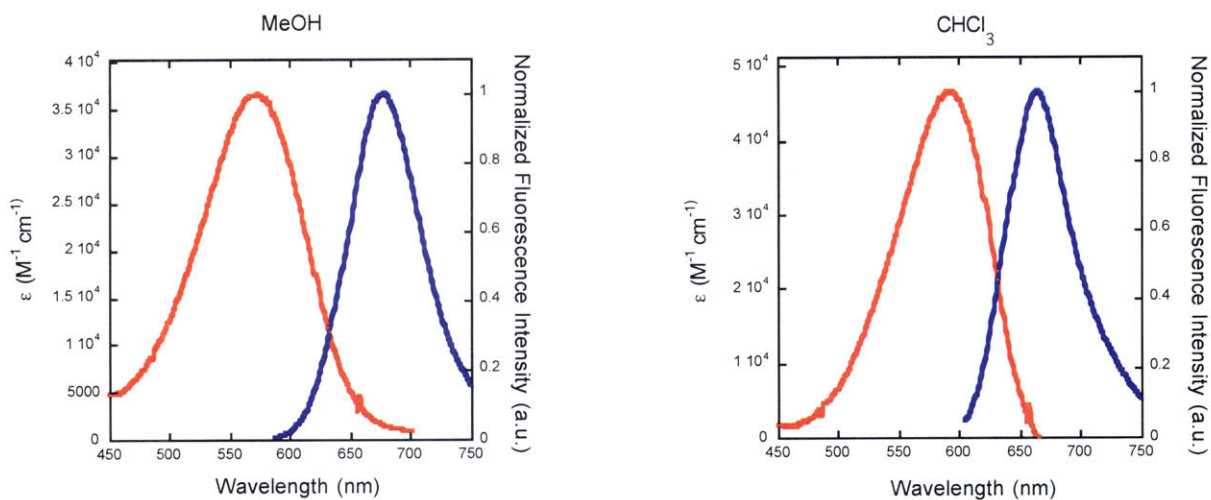 MeOH
4 10⁴
3.5 10⁴
3 10⁴
2.5 10⁴
2 10⁴
1.5 10⁴
1 10⁴
5000
0
ε (M⁻¹ cm⁻¹)
1
0.8
0.6
0.4
0.2
0
Normalized Fluorescence Intensity (a.u.)
450 500 550 600 650 700 750
Wavelength (nm)
CHCl₃
5 10⁴
4 10⁴
3 10⁴
2 10⁴
1 10⁴
0
ε (M⁻¹ cm⁻¹)
1
0.8
0.6
0.4
0.2
0
Normalized Fluorescence Intensity (a.u.)
450 500 550 600 650 700 750
Wavelength (nm)